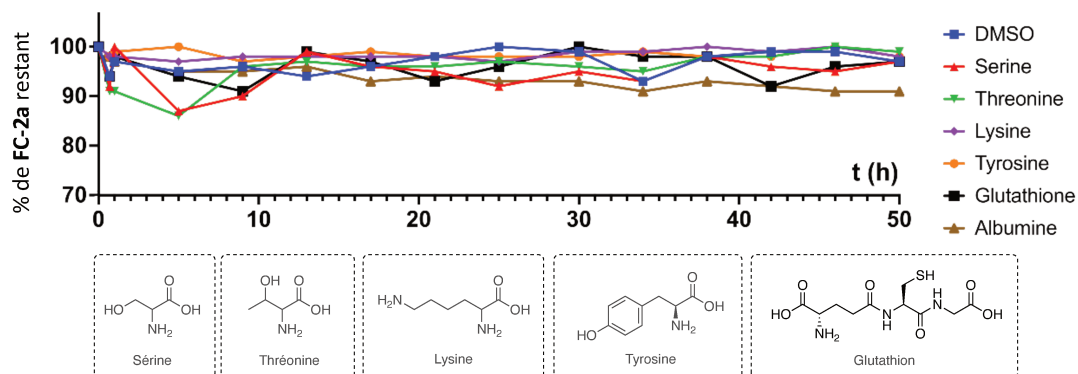 % de FC-2a restant
100
90
80
70
0
10
20
30
40
50
t (h)
DMSO
Serine
Threonine
Lysine
Tyrosine
Glutathione
Albumine
HO
O
OH
NH2
Sérine
OH
O
OH
NH2
Thréonine
NH2
O
OH
NH2
Lysine
HO
O
OH
NH2
Tyrosine
HO
O
NH2
O
N
H
SH
O
H
N
O
OH
Glutathion